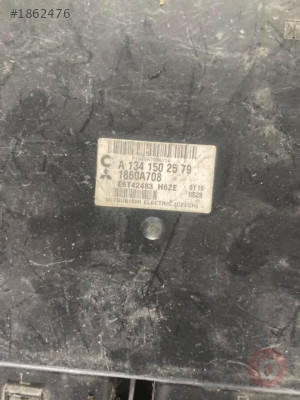 #1862476
A 134 150 25 79
1860A708
E6T42483 H6ZE
MITSUBISHI ELECTRIC (CZECH)